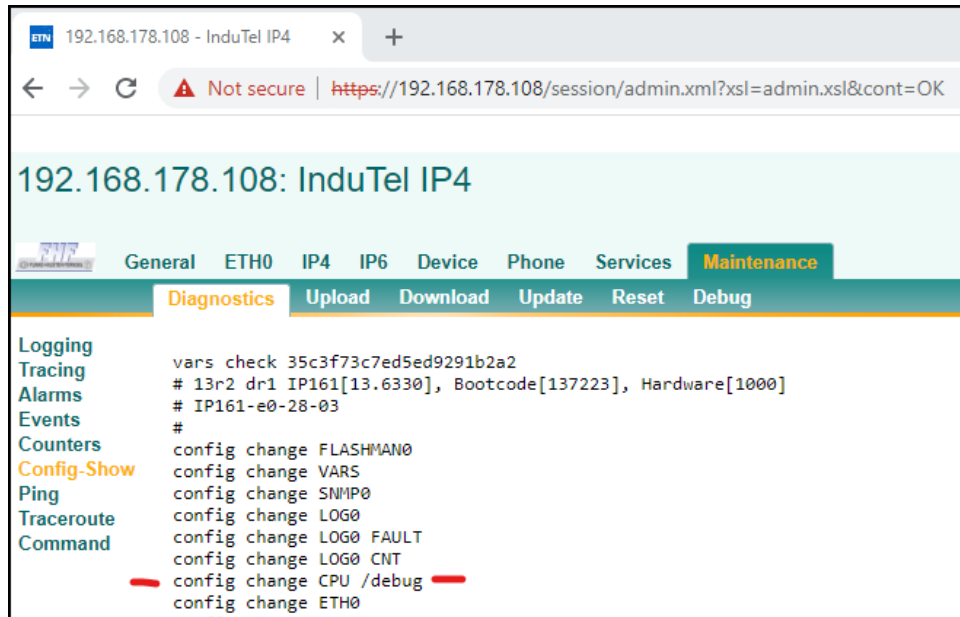 ETN 192.168.178.108 - InduTel IP4
Not secure | https://192.168.178.108/session/admin.xml?xsl=admin.xsl&cont=OK
192.168.178.108: InduTel IP4
FHF General ETH0 IP4 IP6 Device Phone Services Maintenance
Diagnostics Upload Download Update Reset Debug
Logging
Tracing
Alarms
Events
Counters
Config-Show
Ping
Traceroute
Command
vars check 35c3f73c7ed5ed9291b2a2
# 13r2 dr1 IP161[13.6330], Bootcode[137223], Hardware[1000]
# IP161-e0-28-03
#
config change FLASHMAN0
config change VARS
config change SNMP0
config change LOG0
config change LOG0 FAULT
config change LOG0 CNT
config change CPU /debug
config change ETH0